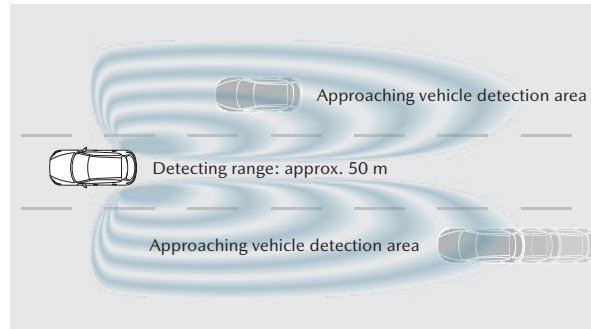 Approaching vehicle detection area
Detecting range: approx. 50 m
Approaching vehicle detection area